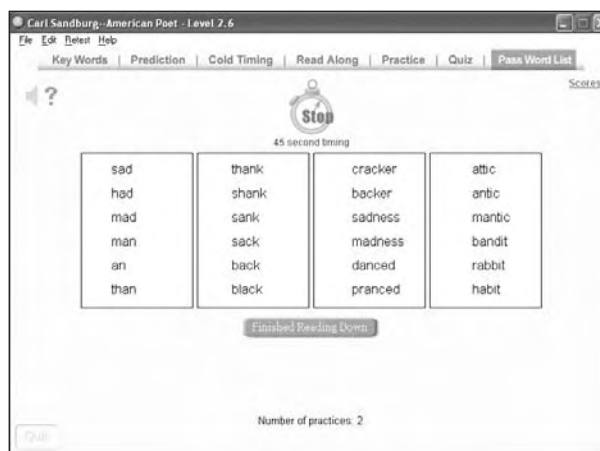 Carl Sandburg--American Poet - Level 2.6
File Edit Retest Help
Key Words | Prediction | Cold Timing | Read Along | Practice | Quiz | Pass Word List
Scores
?
Stop
45 second timing
sad thank cracker attic
had shank backer antic
mad sank sadness mantic
man sack madness bandit
an back danced rabbit
than black pranced habit
Finished Reading Down
Number of practices: 2
Quit